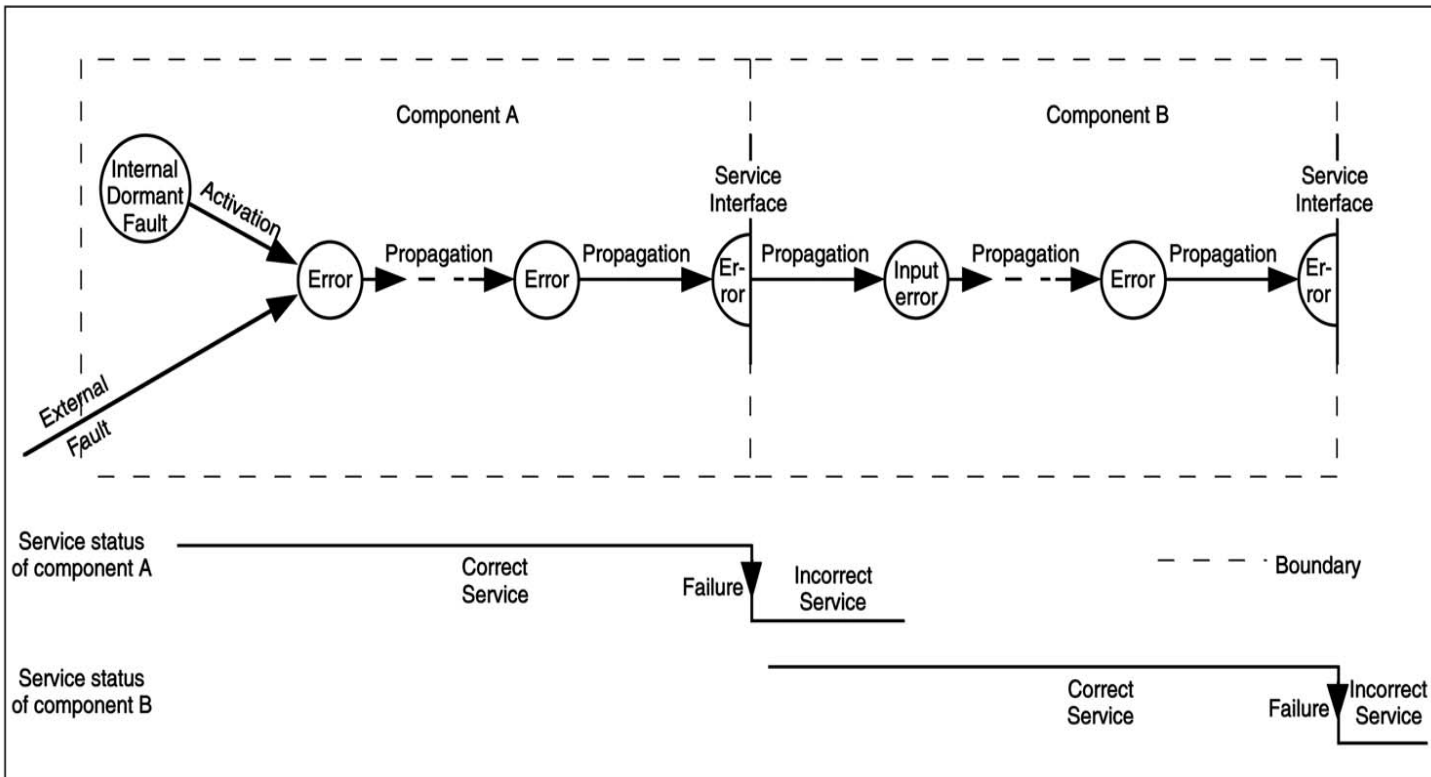 Component A
Component B
Internal
Dormant
Fault
Activation
Service
Interface
Service
Interface
Error
Propagation
Error
Propagation
Er-
ror
Propagation
Input
error
Propagation
Error
Propagation
Er-
ror
External
Fault
Service status
of component A
Correct
Service
Failure
Incorrect
Service
Boundary
Service status
of component B
Correct
Service
Failure
Incorrect
Service